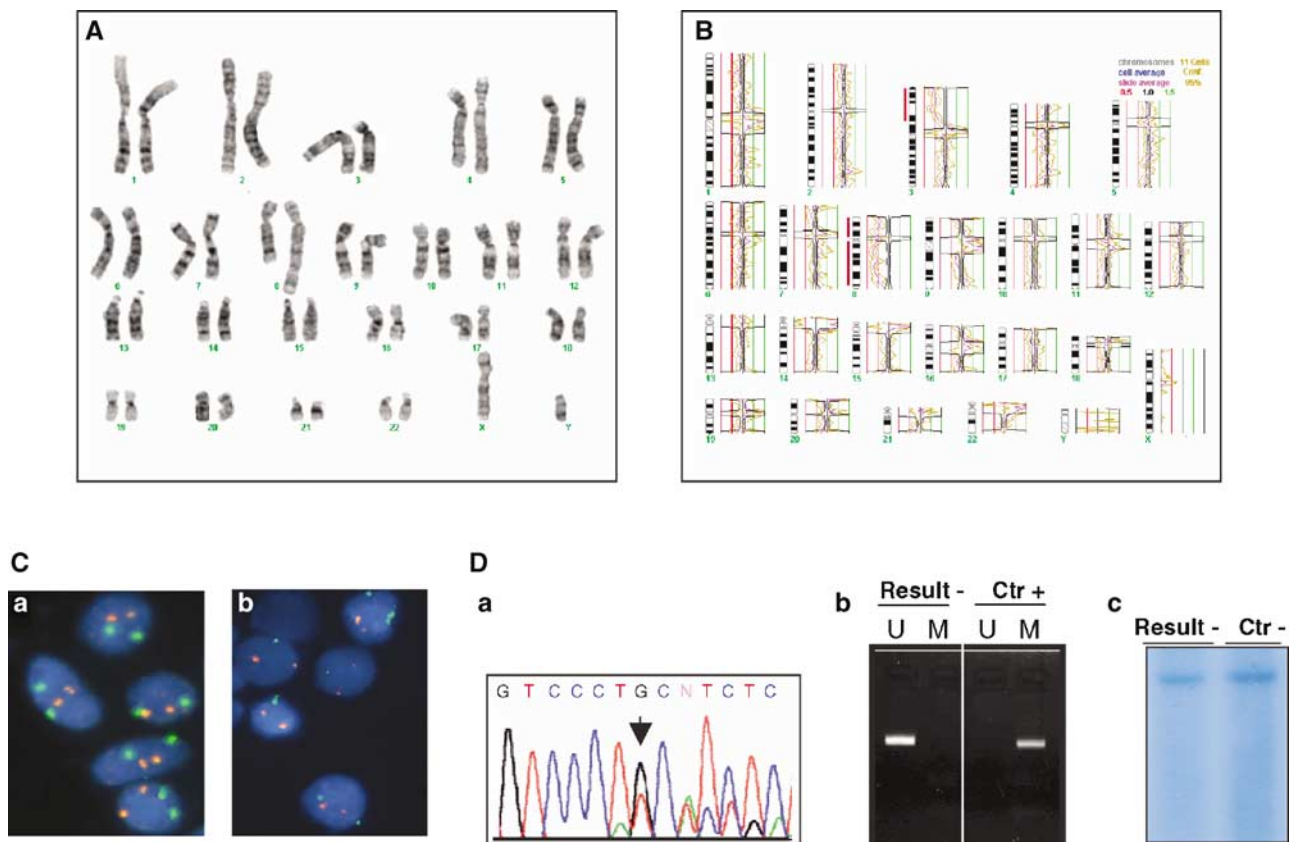 A
1 2 3 4 5
6 7 8 9 10 11 12
13 14 15 16 17 18
19 20 21 22 X Y
B
chromosomes 11 Cells
cell average Conf.
slide average 95%
0.5 1.0 1.5
1 2 3 4 5
6 7 8 9 10 11 12
13 14 15 16 17 18
19 20 21 22 Y X
C
a b
D
a
G T C C C T G C N T C T C
b
Result - Ctr +
U M U M
c
Result - Ctr -